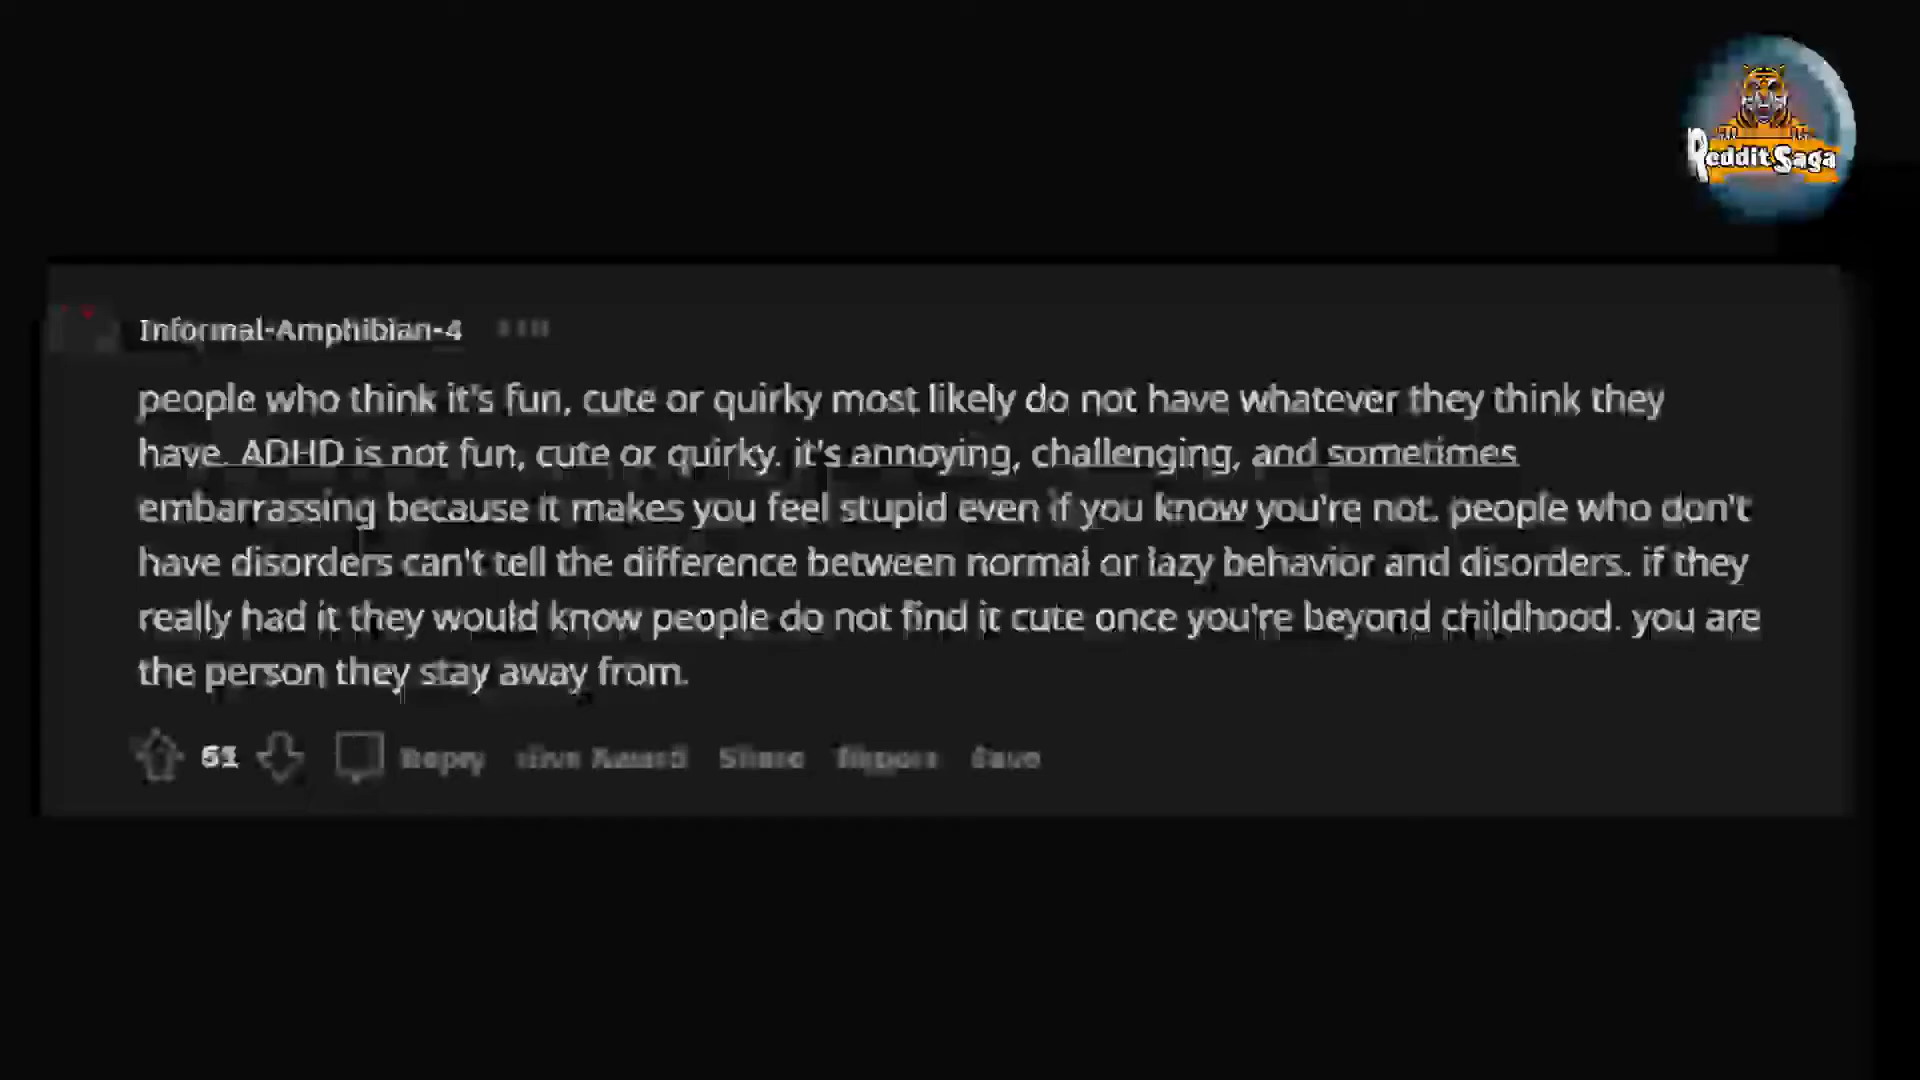 Reddit Saga
Informal-Amphibian-4
people who think it's fun, cute or quirky most likely do not have whatever they think they
have. ADHD is not fun, cute or quirky. it's annoying, challenging, and sometimes
embarrassing because it makes you feel stupid even if you know you're not. people who don't
have disorders can't tell the difference between normal or lazy behavior and disorders. if they
really had it they would know people do not find it cute once you're beyond childhood. you are
the person they stay away from.
61 Reply Give Award Share Report Save